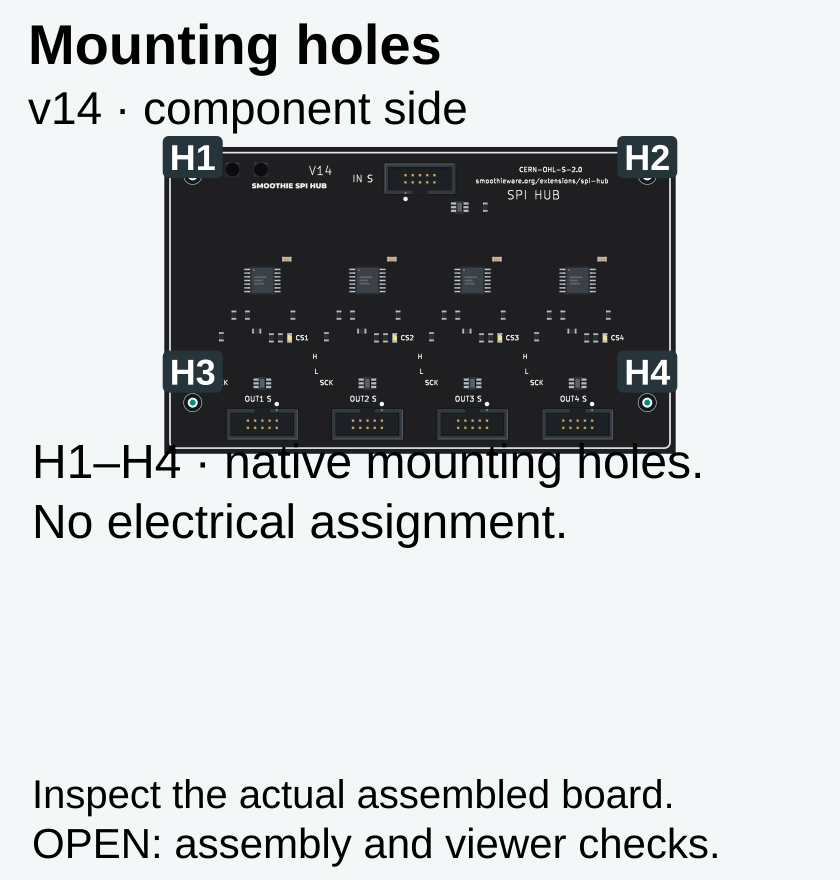 Mounting holes
v14 · component side
H1
H2
V14
SMOOTHIE SPI HUB
IN S
CERN-OHL-S-2.0
smoothieware.org/extensions/spi-hub
SPI HUB
CS1
CS2
CS3
CS4
H
H
H
L
L
L
H3
H4
SCK
SCK
SCK
OUT1 S
OUT2 S
OUT3 S
OUT4 S
H1–H4 · native mounting holes.
No electrical assignment.
Inspect the actual assembled board.
OPEN: assembly and viewer checks.